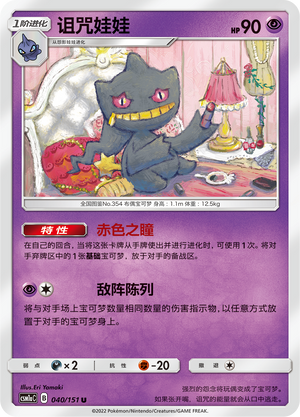 1阶进化
诅咒娃娃
HP90
从怨影娃娃进化
全国图鉴No.354 布偶宝可梦 身高：1.1m 体重：12.5kg
特性 赤色之瞳
在自己的回合，当将这张卡牌从手牌使出并进行进化时，可使用1次。将对
手弃牌区中的1张基础宝可梦，放于对手的备战区。
敌阵陈列
将与对手场上宝可梦数量相同数量的伤害指示物，以任意方式放
置于对手的宝可梦身上。
弱点 ×2 抗性 -20 撤退
Illus.Eri Yamaki
CSM1aC B 040/151 U
强烈的怨念将玩偶变成了宝可梦。
如果张开嘴，诅咒的能量就会从口中逃走。
©2022 Pokémon/Nintendo/Creatures/GAME FREAK.